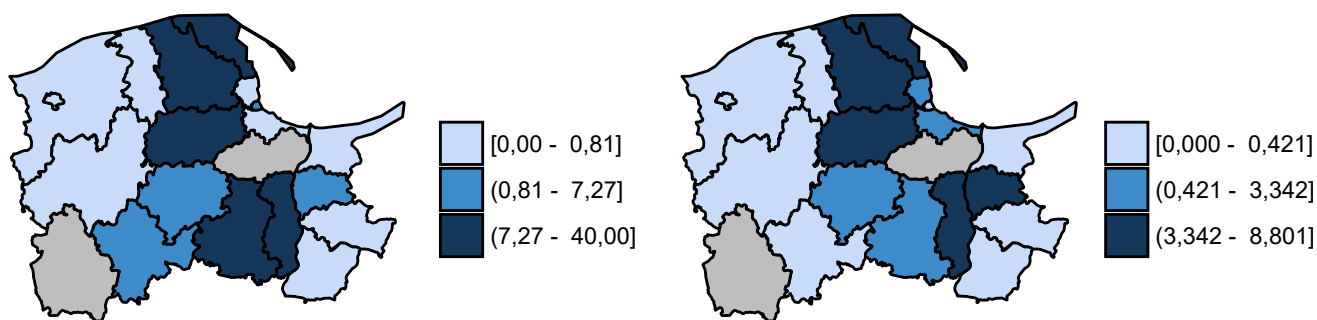 [0,00 - 0,81]
(0,81 - 7,27]
(7,27 - 40,00]
[0,000 - 0,421]
(0,421 - 3,342]
(3,342 - 8,801]